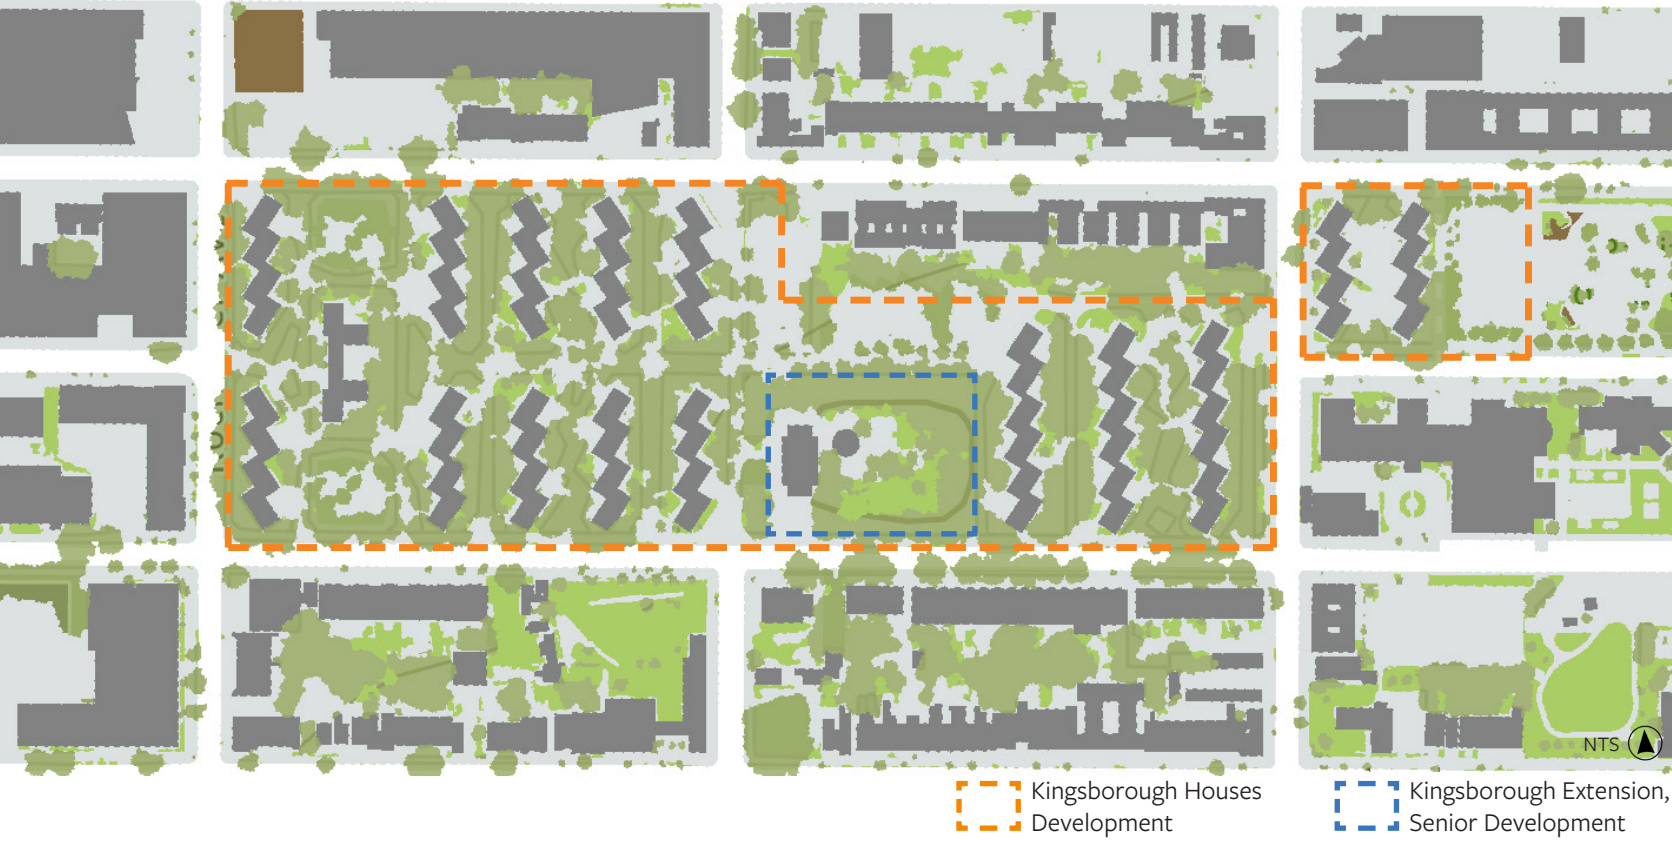 NTS
Kingsborough Houses
Development
Kingsborough Extension,
Senior Development